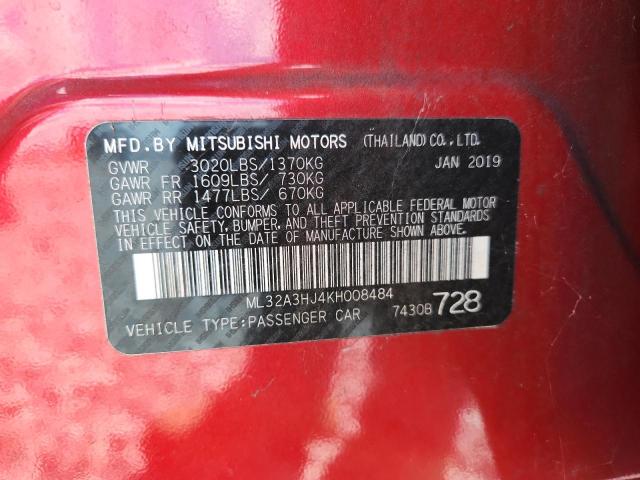 MFD.BY MITSUBISHI MOTORS (THAILAND)CO.,LTD.
GVWR 3020LBS/1370KG JAN 2019
GAWR FR 1609LBS/ 730KG
GAWR RR 1477LBS/ 670KG
THIS VEHICLE CONFORMS TO ALL APPLICABLE FEDERAL MOTOR
VEHICLE SAFETY, BUMPER, AND THEFT PREVENTION STANDARDS
IN EFFECT ON THE DATE OF MANUFACTURE SHOWN ABOVE.
ML32A3HJ4KH008484
VEHICLE TYPE:PASSENGER CAR 7430B 728